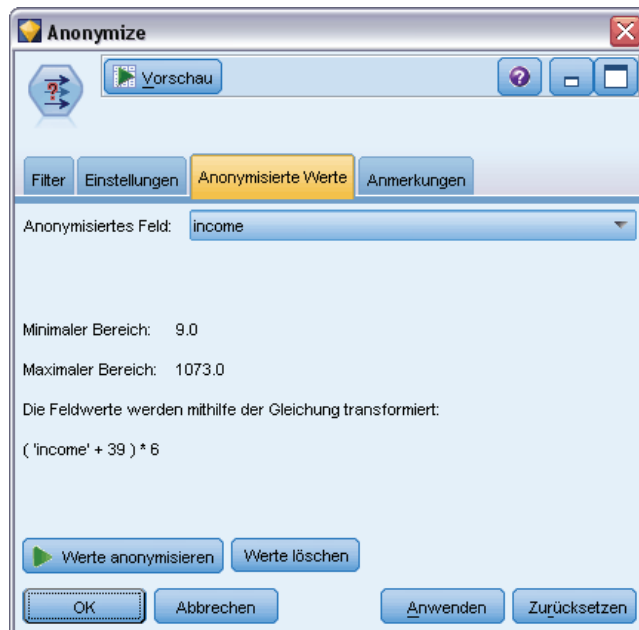 Anonymize
Vorschau
Filter Einstellungen Anonymisierte Werte Anmerkungen
Anonymisiertes Feld: income
Minimaler Bereich: 9.0
Maximaler Bereich: 1073.0
Die Feldwerte werden mithilfe der Gleichung transformiert:
( 'income' + 39 ) * 6
Werte anonymisieren Werte löschen
OK Abbrechen Anwenden Zurücksetzen